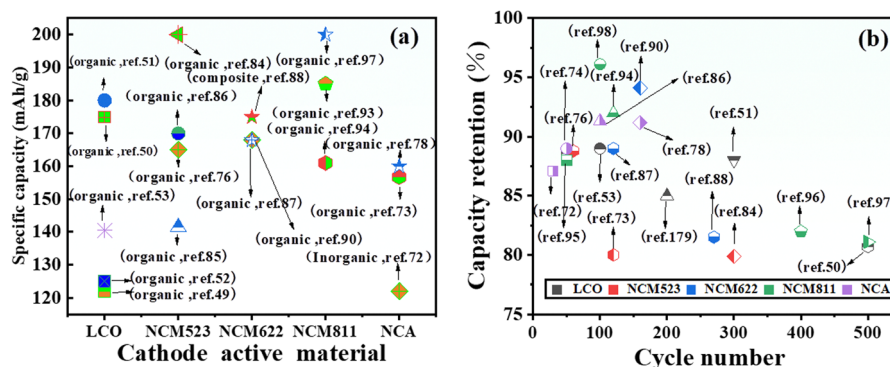 (a)
200
190
180
170
160
150
140
130
120
Specific capacity (mAh/g)
(organic ,ref.51)
(organic ,ref.84)
(composite ,ref.88)
(organic ,ref.97)
(organic ,ref.86)
(organic ,ref.93)
(organic ,ref.94)
(organic ,ref.78)
(organic ,ref.50)
(organic ,ref.76)
(organic ,ref.53)
(organic ,ref.87)
(organic ,ref.73)
(organic ,ref.90)
(organic ,ref.85)
(Inorganic ,ref.72)
(organic ,ref.52)
(organic ,ref.49)
LCO NCM523 NCM622 NCM811 NCA
Cathode active material
(b)
100
95
90
85
80
75
Capacity retention (%)
(ref.98)
(ref.90)
(ref.74)
(ref.94)
(ref.86)
(ref.76)
(ref.51)
(ref.78)
(ref.87)
(ref.88)
(ref.72)
(ref.53)
(ref.95)
(ref.73)
(ref.179)
(ref.84)
(ref.96)
(ref.97)
(ref.50)
LCO NCM523 NCM622 NCM811 NCA
0 100 200 300 400 500
Cycle number